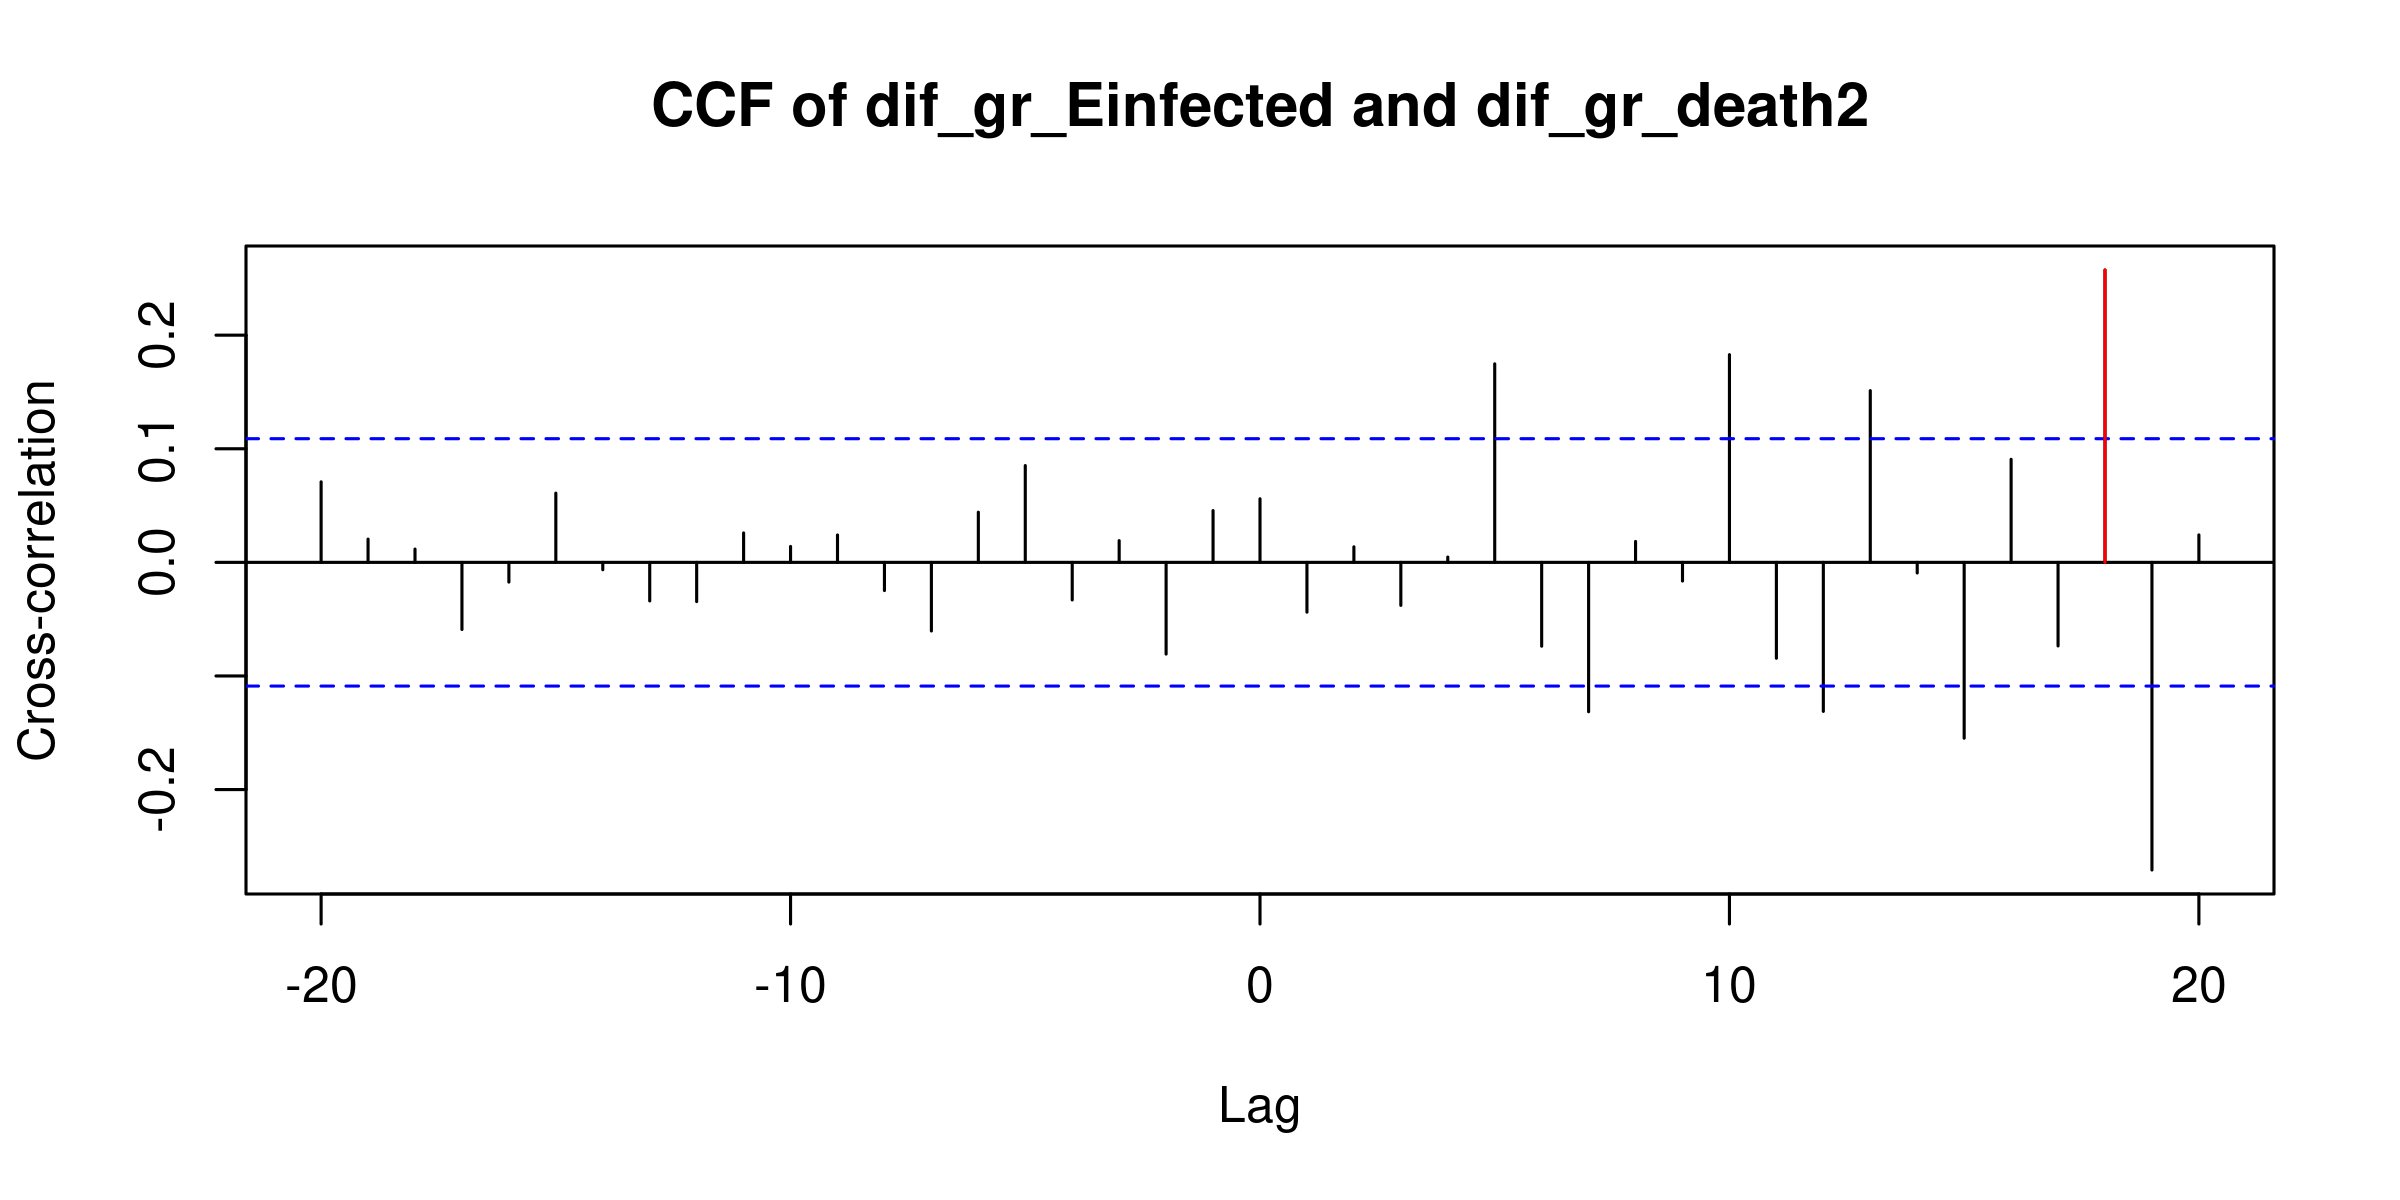 CCF of dif_gr_Einfected and dif_gr_death2
Cross-correlation
0.2
0.1
0.0
-0.2
-20 -10 0 10 20
Lag